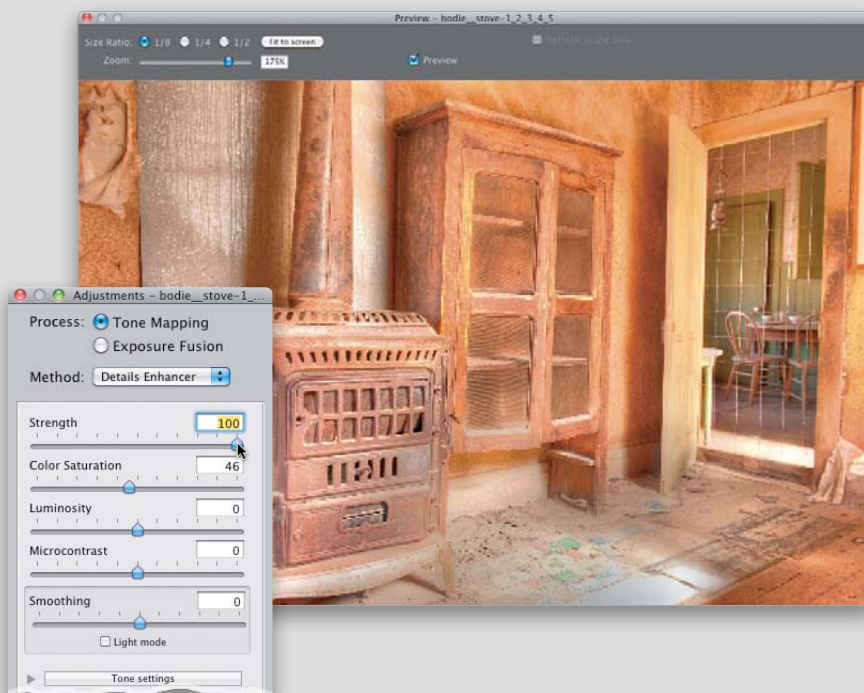 Preview – bodie__stove-1_2_3_4_5
Size Ratio: 1/8 1/4 1/2 Fit to screen
Zoom: 175% Preview
Adjustments – bodie__stove-1_...
Process: Tone Mapping
Exposure Fusion
Method: Details Enhancer
Strength 100
Color Saturation 46
Luminosity 0
Microcontrast 0
Smoothing 0
Light mode
Tone settings